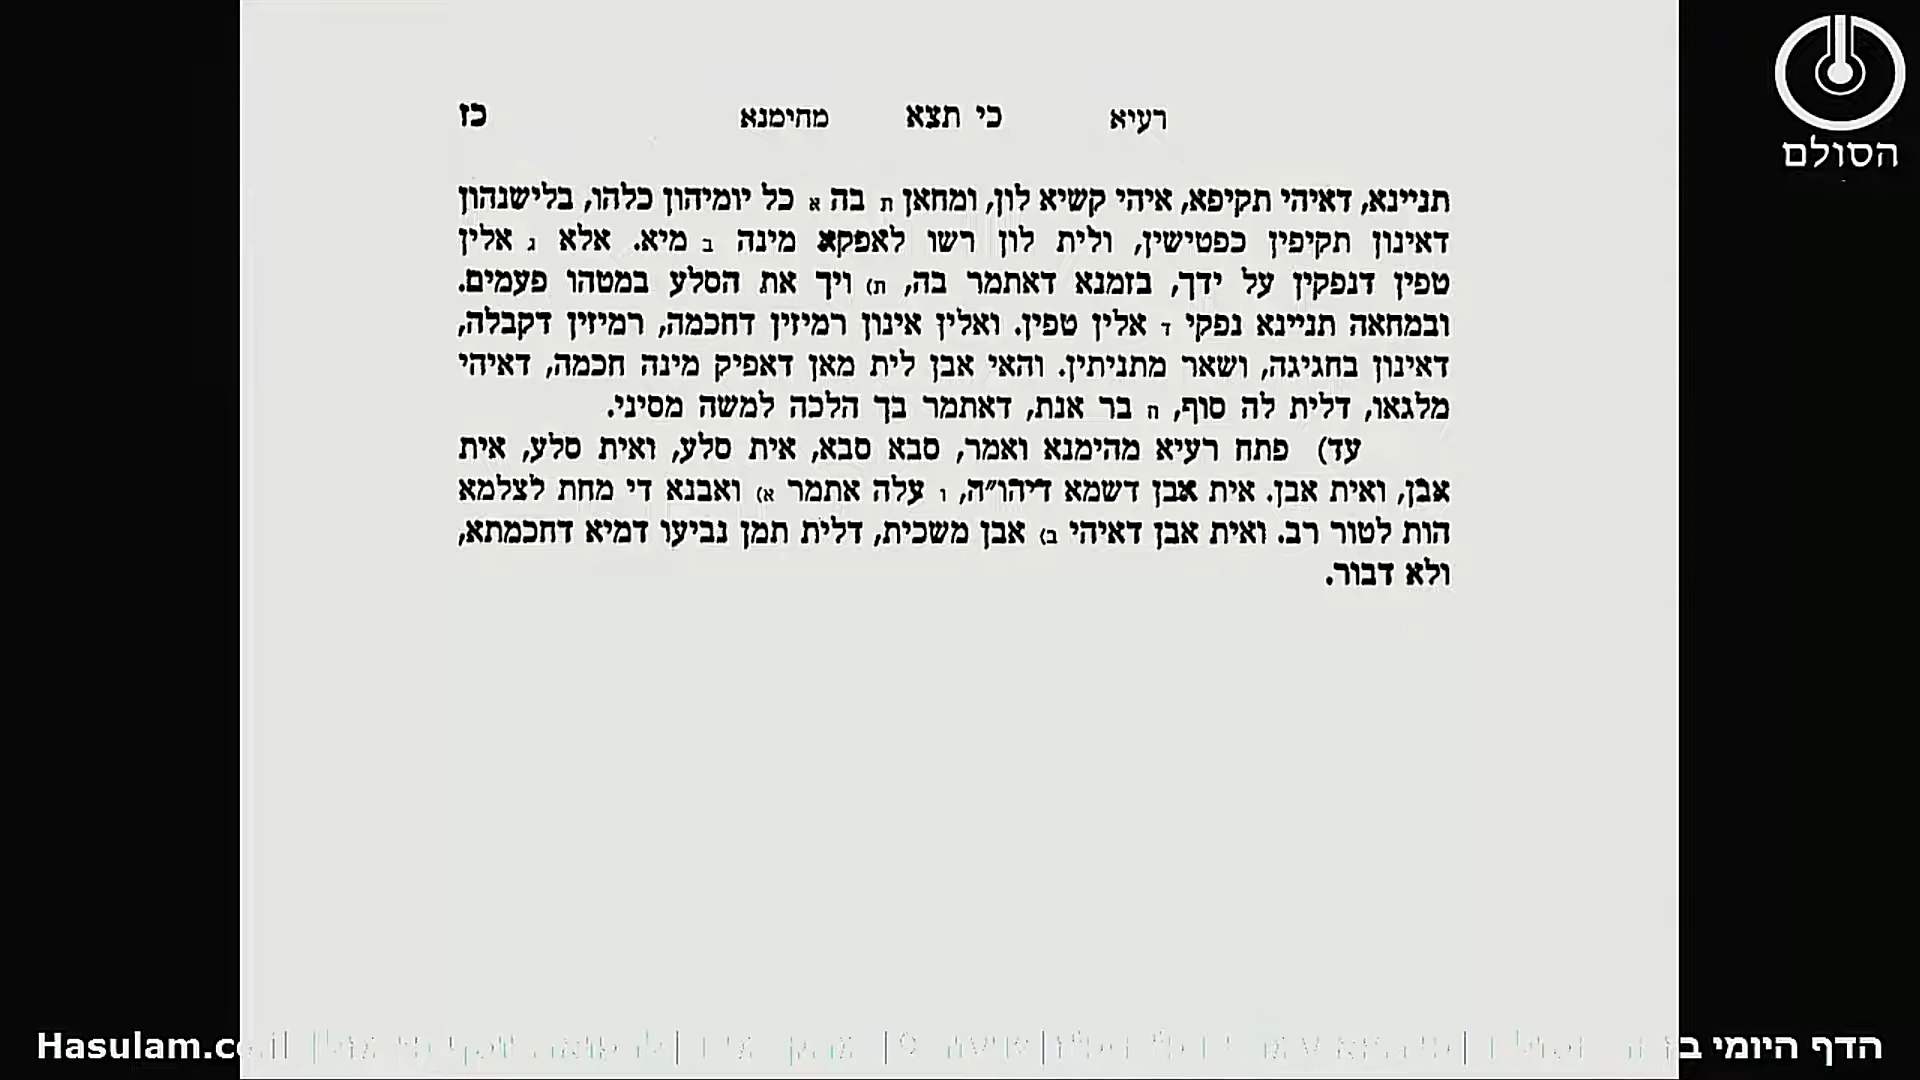 הסולם
רעיא כי תצא מהימנא כז
תניינא, דאיהי תקיפא, איהי קשיא לון, ומחאן ת בה א כל יומיהון כלהו, בלישנהון
דאינון תקיפין כפטישין, ולית לון רשו לאפקא מינה ב מיא. אלא ג אלין
טפין דנפקין על ידך, בזמנא דאתמר בה, ת) ויך את הסלע במטהו פעמים.
ובמחאה תניינא נפקי ד אלין טפין. ואלין אינון רמיזין דחכמה, רמיזין דקבלה,
דאינון בחגיגה, ושאר מתניתין. והאי אבן לית מאן דאפיק מינה חכמה, דאיהי
מלגאו, דלית לה סוף, ה בר אנת, דאתמר בך הלכה למשה מסיני.
עד) פתח רעיא מהימנא ואמר, סבא סבא, אית סלע, ואית סלע, אית
אבן, ואית אבן. אית אבן דשמא דיהו״ה, ו עלה אתמר א) ואבנא די מחת לצלמא
הות לטור רב. ואית אבן דאיהי ב) אבן משכית, דלית תמן נביעו דמיא דחכמתא,
ולא דבור.
הדף היומי Hasulam.co.il